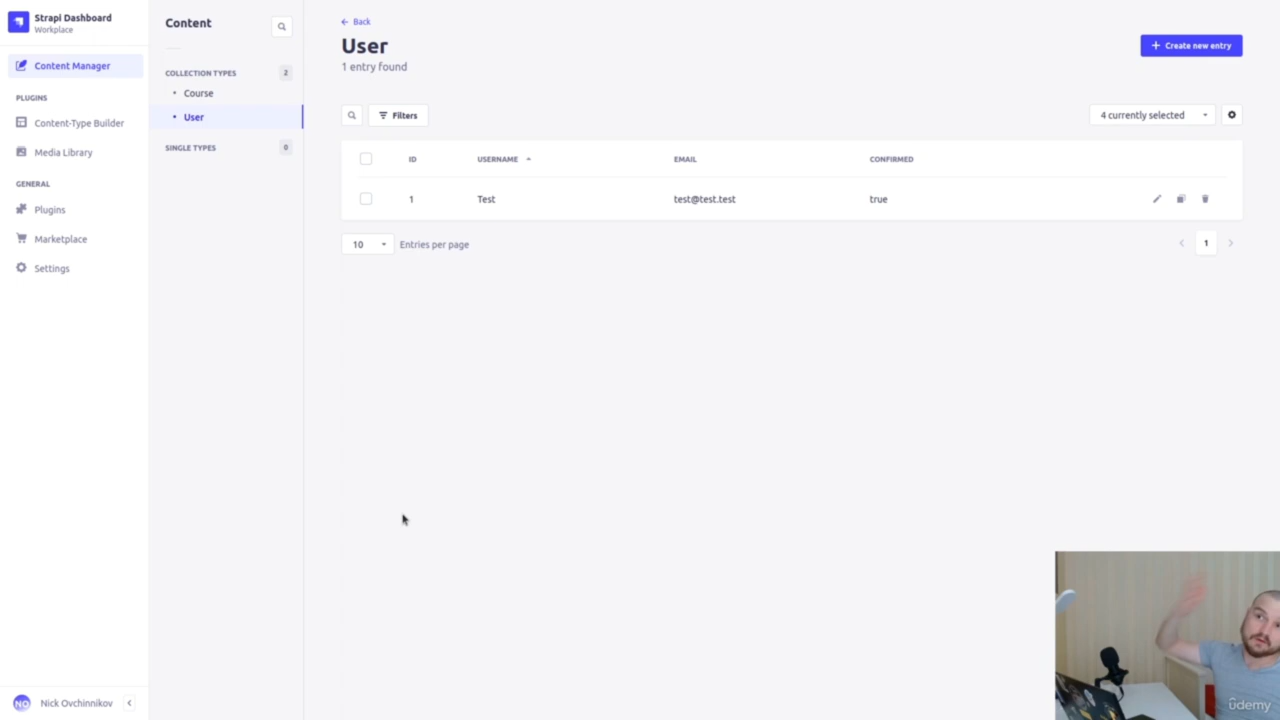 Strapi Dashboard
Workplace
Content Manager
PLUGINS
Content-Type Builder
Media Library
GENERAL
Plugins
Marketplace
Settings
NO Nick Ovchinnikov
Content
COLLECTION TYPES 2
Course
User
SINGLE TYPES 0
Back
User
1 entry found
Create new entry
Filters
4 currently selected
ID USERNAME EMAIL CONFIRMED
1 Test test@test.test true
10 Entries per page
1
ûdemy